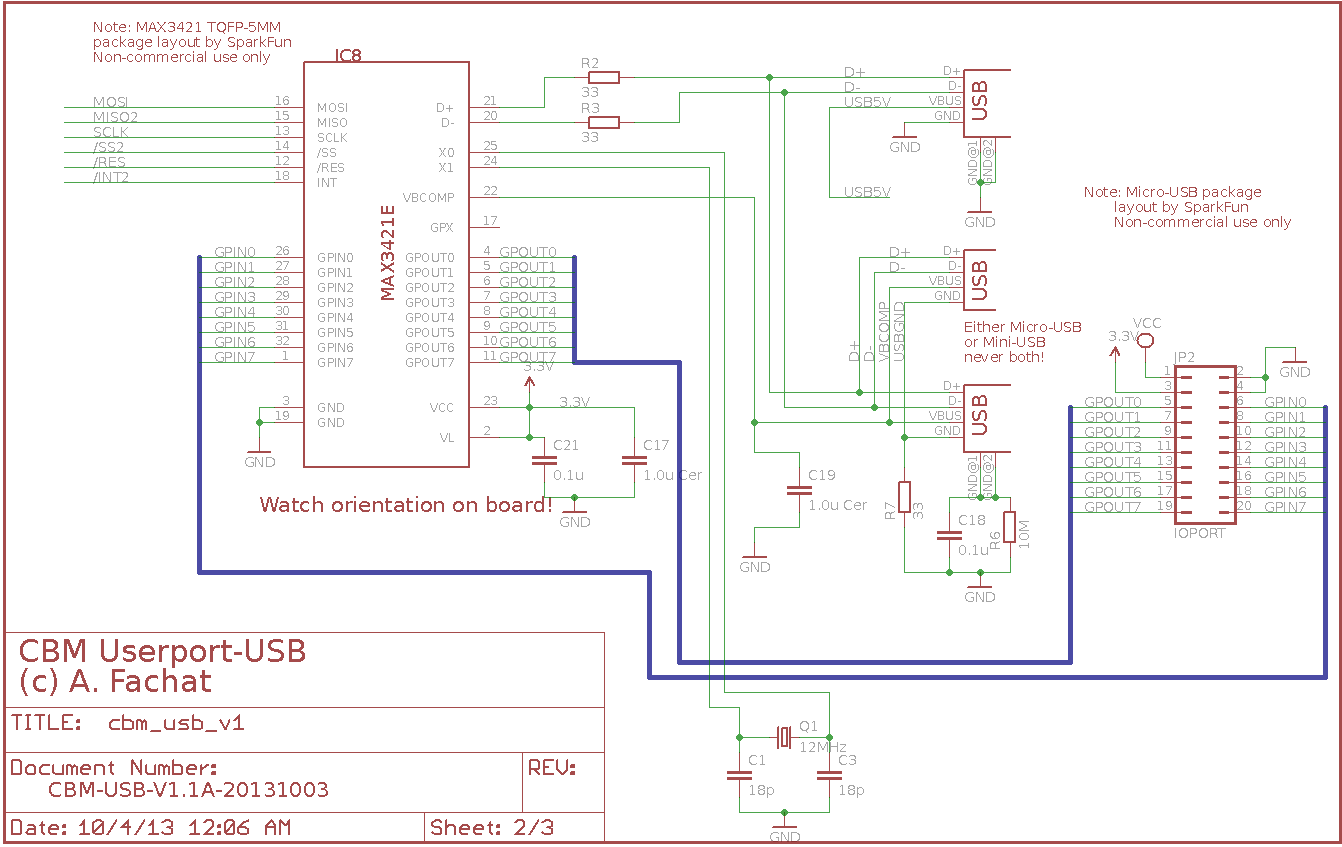 Note: MAX3421 TQFP-5MM
package layout by SparkFun
Non-commercial use only
IC8
MOSI
MISO2
SCLK
/SS2
/RES
/INT2
16
15
13
14
12
18
MOSI
MISO
SCLK
/SS
/RES
INT
D+
D-
X0
X1
VBCOMP
GPX
21
20
25
24
22
17
MAX3421E
GPIN0
GPIN1
GPIN2
GPIN3
GPIN4
GPIN5
GPIN6
GPIN7
26
27
28
29
30
31
32
1
GPIN0
GPIN1
GPIN2
GPIN3
GPIN4
GPIN5
GPIN6
GPIN7
GPOUT0
GPOUT1
GPOUT2
GPOUT3
GPOUT4
GPOUT5
GPOUT6
GPOUT7
4
5
6
7
8
9
10
11
GPOUT0
GPOUT1
GPOUT2
GPOUT3
GPOUT4
GPOUT5
GPOUT6
GPOUT7
3
19
GND
GND
GND
VCC
VL
23
2
3.3V
3.3V
C21
0.1u
C17
1.0u Cer
GND
Watch orientation on board!
R2
33
R3
33
D+
D-
USB5V
USB5V
D+
D-
VBUS
GND
USB
GND
GND@1
GND@2
GND
Note: Micro-USB package
layout by SparkFun
Non-commercial use only
D+
D-
D+
D-
VBUS
GND
USB
D+
D-
VBCOMP
USBGND
Either Micro-USB
or Mini-USB
never both!
D+
D-
VBUS
GND
USB
GND@1
GND@2
C19
1.0u Cer
GND
R7
33
C18
0.1u
R6
10M
GND
VCC
3.3V
JP2
GND
1
3
5
7
9
11
13
15
17
19
2
4
6
8
10
12
14
16
18
20
GPOUT0
GPOUT1
GPOUT2
GPOUT3
GPOUT4
GPOUT5
GPOUT6
GPOUT7
GPIN0
GPIN1
GPIN2
GPIN3
GPIN4
GPIN5
GPIN6
GPIN7
IOPORT
Q1
12MHz
C1
18p
C3
18p
GND
CBM Userport-USB
(c) A. Fachat
TITLE: cbm_usb_v1
Document Number:
CBM-USB-V1.1A-20131003
REV:
Date: 10/4/13 12:06 AM
Sheet: 2/3